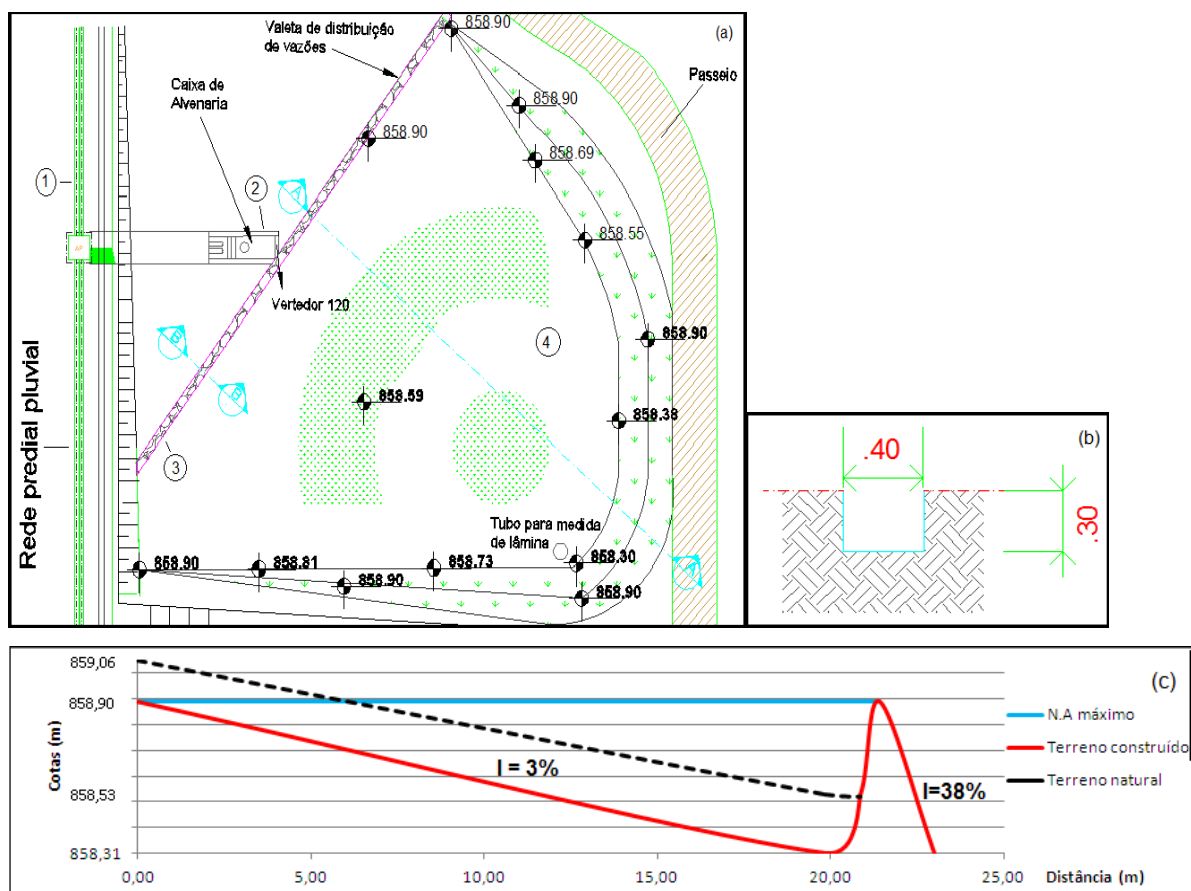 (a)
858.90
Valeta de distribuição
de vazões
Passeio
Caixa de
Alvenaria
858.90
858.90
858.69
1
2
A
858.55
Vertedor 120
4
858.90
B
B
858.59
858.38
3
Rede predial pluvial
Tubo para medida
de lâmina
858.90
858.81
858.73
858.30
A
858.90
858.90
(b)
.40
.30
(c)
859,06
858,90
858,53
858,31
Cotas (m)
I = 3%
I=38%
N.A máximo
Terreno construído
Terreno natural
0,00
5,00
10,00
15,00
20,00
25,00
Distância (m)